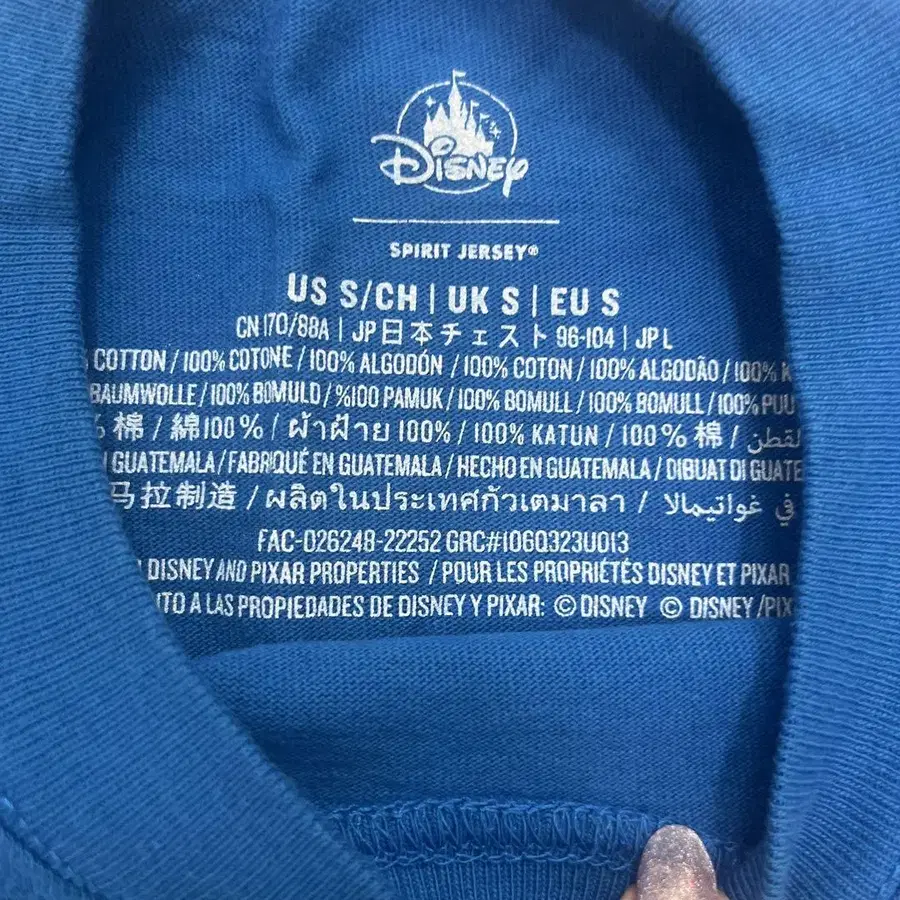 Disney
SPIRIT JERSEY®
US S/CH | UK S | EU S
CN 170/88A | JP日本チェスト 96-104 | JP L
COTTON / 100% COTONE / 100% ALGODÓN / 100% COTON / 100% ALGODÃO / 100%
BAUMWOLLE / 100% BOMULD / %100 PAMUK / 100% BOMULL / 100% BOMULL / 100%
% 棉 / 綿100% / ผ้าฝ้าย 100% / 100% KATUN / 100% 棉 / القطن
GUATEMALA / FABRIQUÉ EN GUATEMALA / HECHO EN GUATEMALA / DIBUAT DI
马拉制造 / ผลิตในประเทศกัวเตมาลา / في غواتيمالا
FAC-026248-22252 GRC#106Q323U013
DISNEY AND PIXAR PROPERTIES / POUR LES PROPRIÉTÉS DISNEY ET PIXAR
A LAS PROPIEDADES DE DISNEY Y PIXAR: © DISNEY © DISNEY/